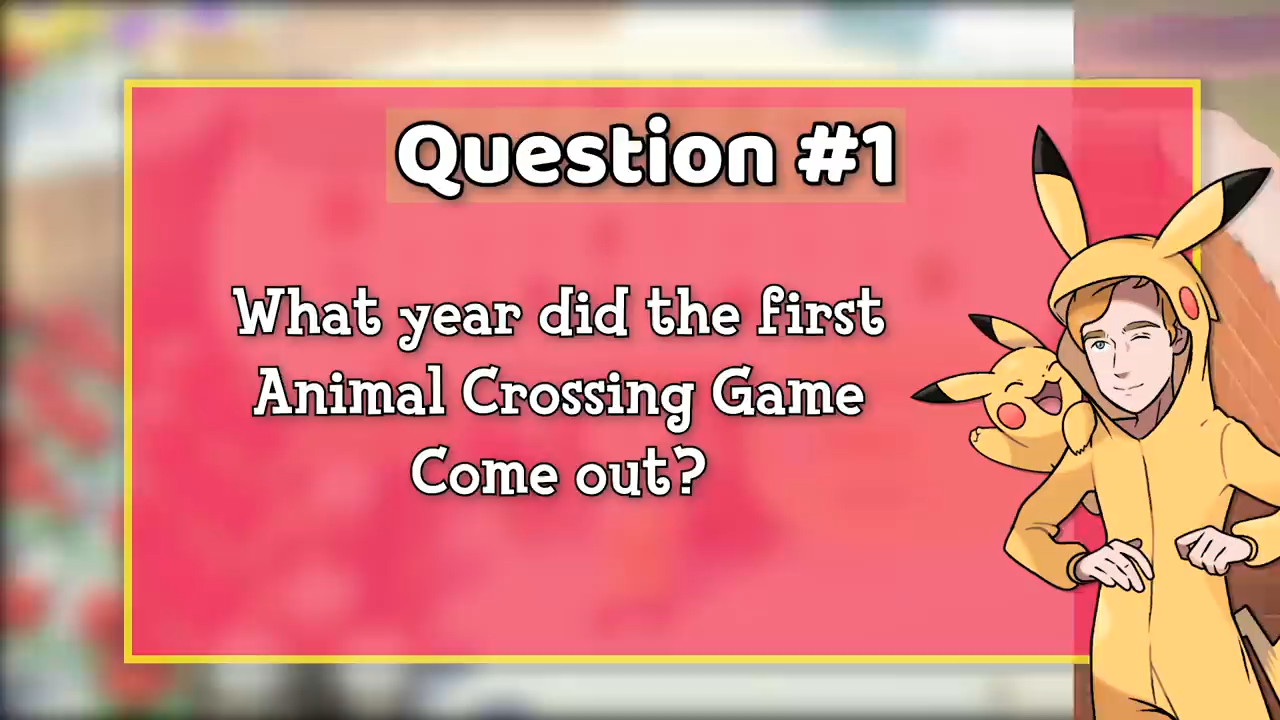 Question #1
What year did the first
Animal Crossing Game
Come out?